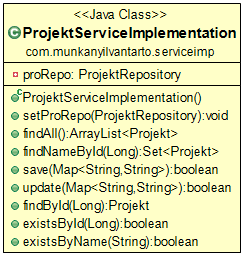 <<Java Class>>
ProjektServiceImplementation
com.munkanyilvantarto.serviceimp
proRepo: ProjektRepository
ProjektServiceImplementation()
setProRepo(ProjektRepository):void
findAll():ArrayList<Projekt>
findNameById(Long):Set<Projekt>
save(Map<String,String>):boolean
update(Map<String,String>):boolean
findById(Long):Projekt
existsById(Long):boolean
existsByName(String):boolean